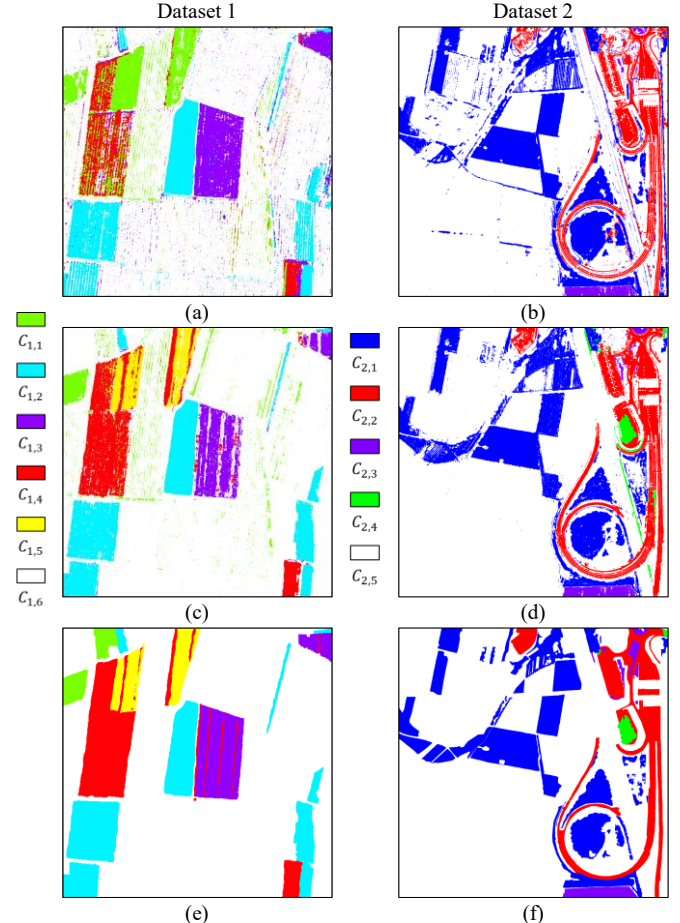 Dataset 1
Dataset 2
(a)
(b)
C1,1
C1,2
C1,3
C1,4
C1,5
C1,6
C2,1
C2,2
C2,3
C2,4
C2,5
(c)
(d)
(e)
(f)